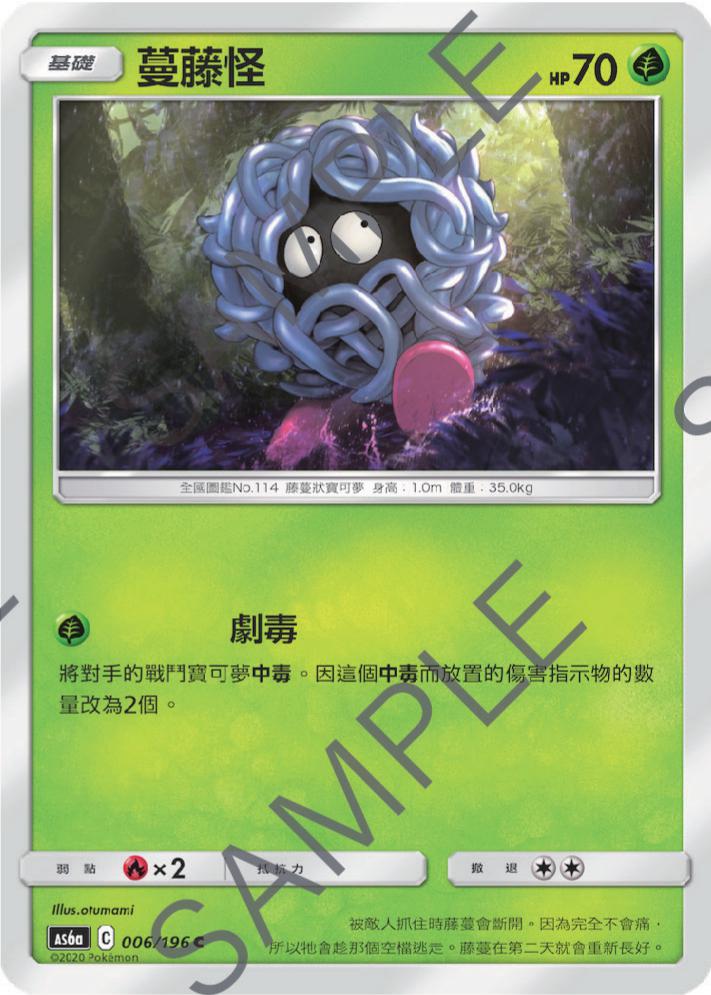 基礎 蔓藤怪 HP70
全國圖鑑No.114 藤蔓狀寶可夢 身高：1.0m 體重：35.0kg
劇毒
將對手的戰鬥寶可夢中毒。因這個中毒而放置的傷害指示物的數
量改為2個。
弱點 ×2 抵抗力 撤退
Illus.otumami
被敵人抓住時藤蔓會斷開。因為完全不會痛，
AS6a C 006/196 C
所以牠會趁那個空檔逃走。藤蔓在第二天就會重新長好。
©2020 Pokémon
SAMPLE
SAMPLE